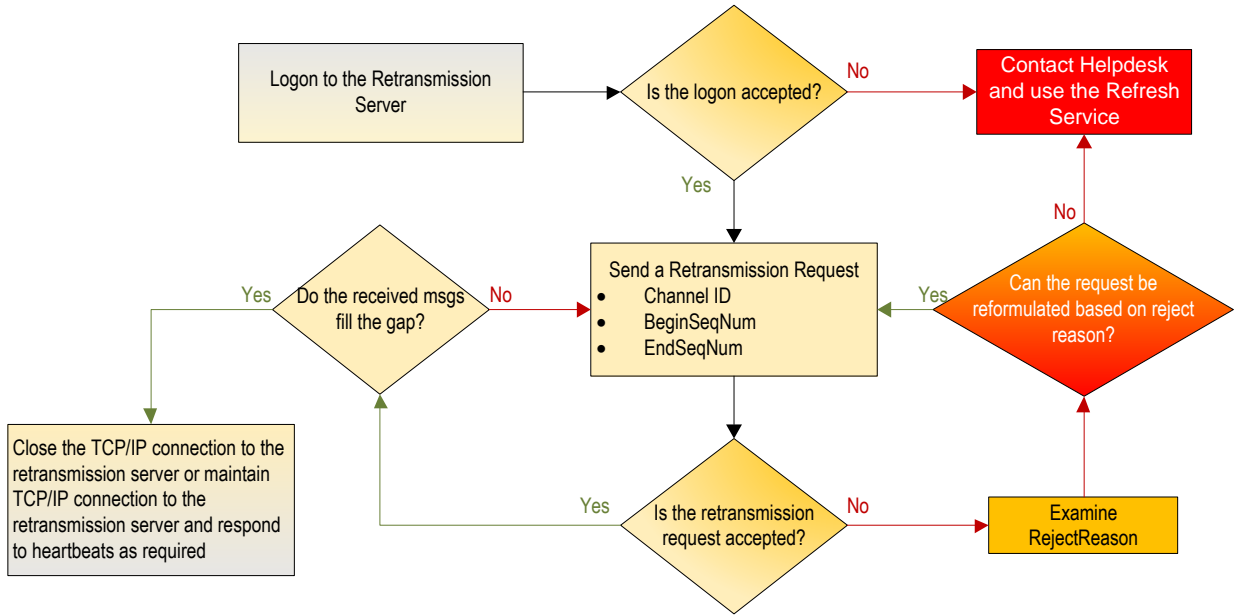 Logon to the Retransmission
Server
Is the logon accepted?
No
Contact Helpdesk
and use the Refresh
Service
Yes
No
Send a Retransmission Request
• Channel ID
• BeginSeqNum
• EndSeqNum
Yes
Do the received msgs
fill the gap?
No
Yes
Can the request be
reformulated based on reject
reason?
Close the TCP/IP connection to the
retransmission server or maintain
TCP/IP connection to the
retransmission server and respond
to heartbeats as required
Yes
Is the retransmission
request accepted?
No
Examine
RejectReason